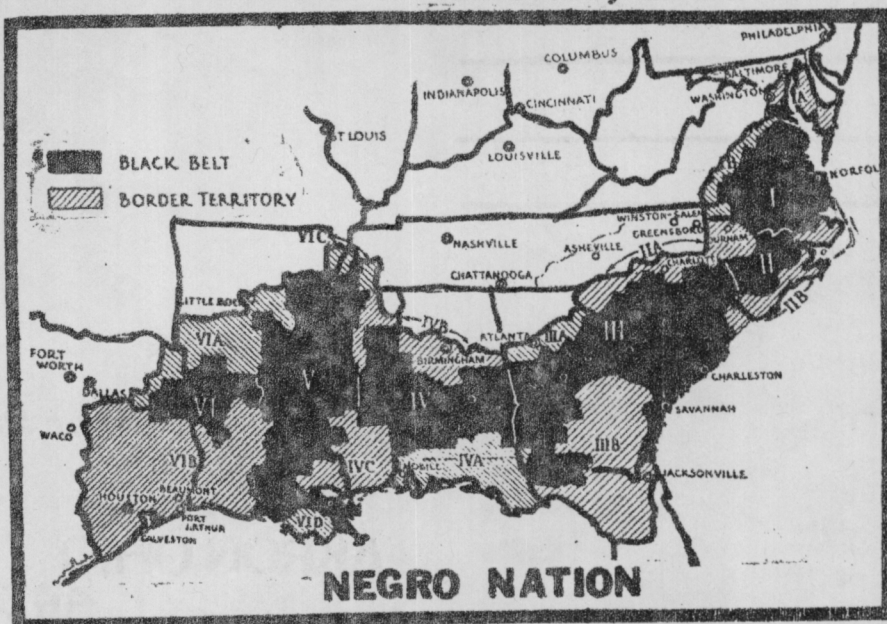 PHILADELPHIA
COLUMBUS
BALTIMORE
INDIANAPOLIS
WASHINGTON
A
CINCINNATI
ST LOUIS
LOUISVILLE
BLACK BELT
I
NORFOLK
BORDER TERRITORY
WINSTON-SALEM
GREENSBORO
DURHAM
VIC
NASHVILLE
ASHEVILLE
IIA
II
CHATTANOOGA
CHARLOTTE
IIB
LITTLE ROCK
IVB
ATLANTA
IIIA
III
VIA
BIRMINGHAM
FORT
WORTH
V
DALLAS
VI
IV
CHARLESTON
SAVANNAH
WACO
IIIB
VIB
IVC
MOBILE
IVA
JACKSONVILLE
HOUSTON
BEAUMONT
PORT
ARTHUR
GALVESTON
VID
NEGRO NATION